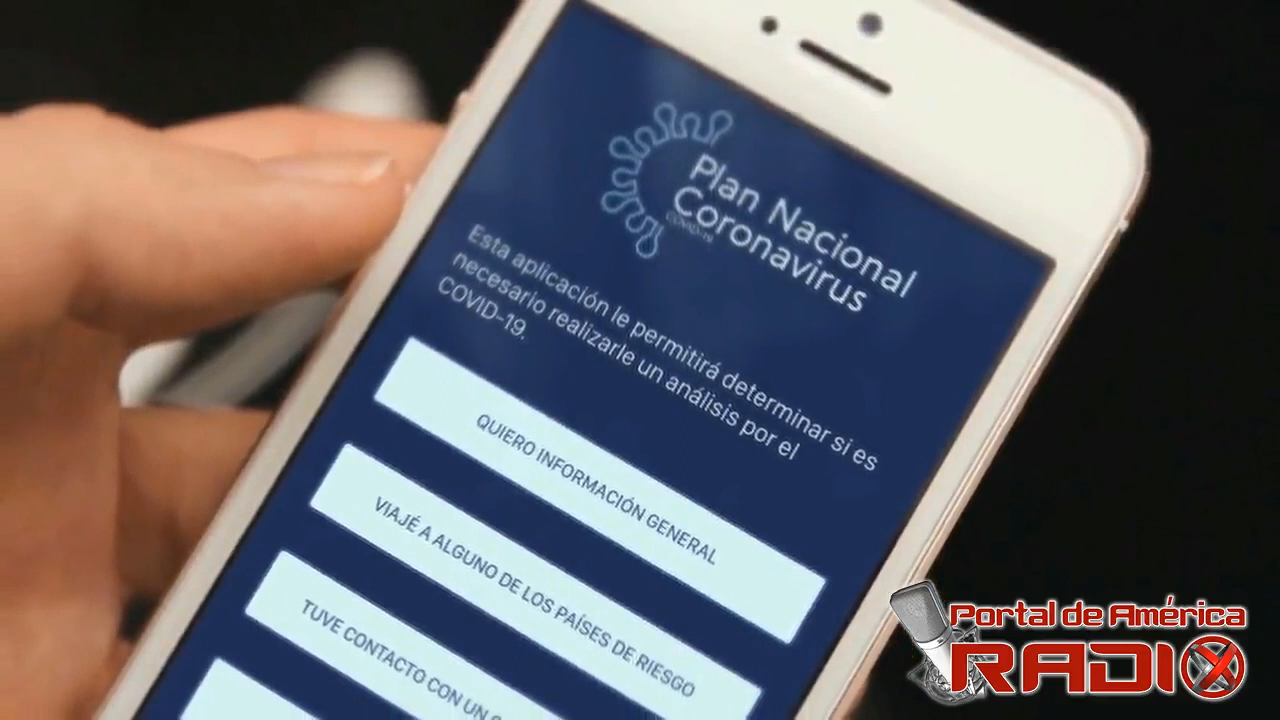 Plan Nacional
Coronavirus
COVID-19
Esta aplicación le permitirá determinar si es
necesario realizarle un análisis por el
COVID-19.
QUIERO INFORMACIÓN GENERAL
VIAJÉ A ALGUNO DE LOS PAÍSES DE RIESGO
TUVE CONTACTO CON UN
Portal de América
RADIO